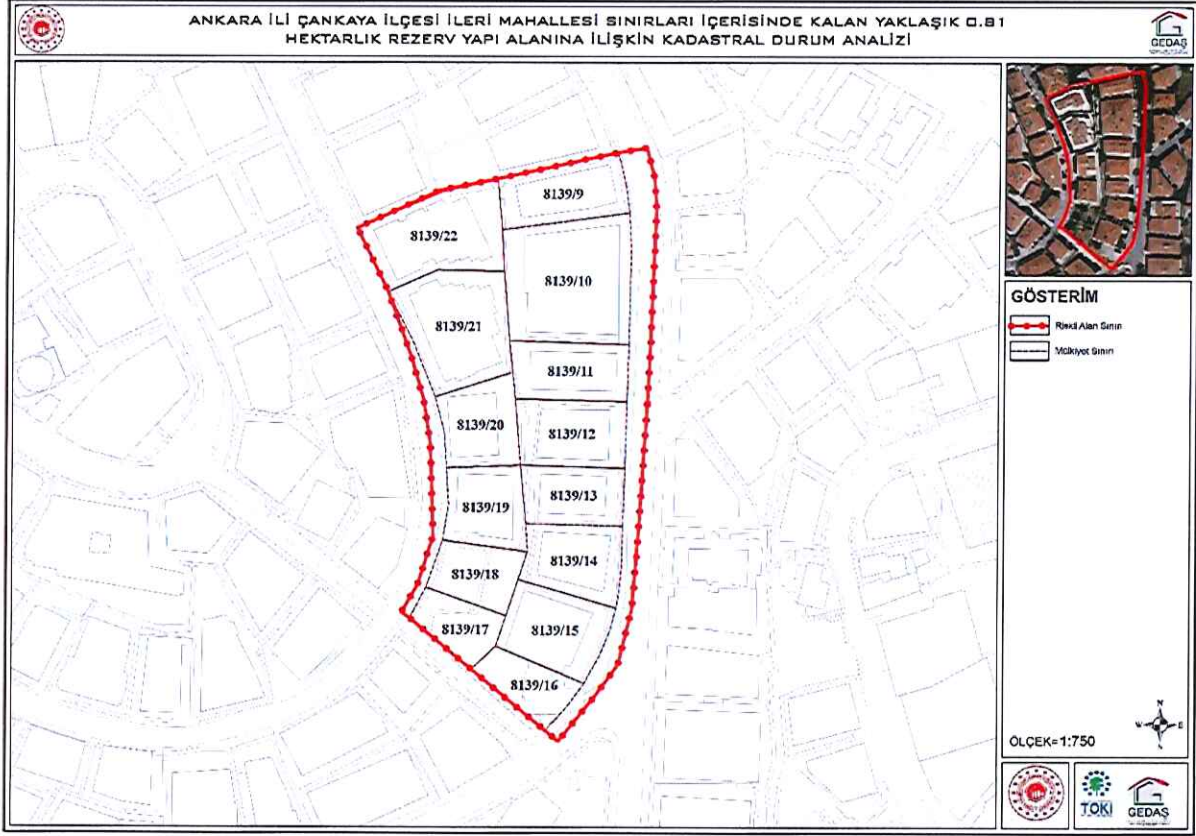 ANKARA İLİ ÇANKAYA İLÇESİ İLERİ MAHALLESİ SINIRLARI İÇERİSİNDE KALAN YAKLAŞIK 0.81
HEKTARLIK REZERV YAPI ALANINA İLİŞKİN KADASTRAL DURUM ANALİZİ
GEDAŞ
8139/9
8139/22
8139/10
8139/21
8139/11
8139/20
8139/12
8139/13
8139/19
8139/14
8139/18
8139/17
8139/15
8139/16
GÖSTERİM
Riskli Alan Sınırı
Mülkiyet Sınırı
N
W
E
ÖLÇEK=1:750
TOKİ
GEDAŞ